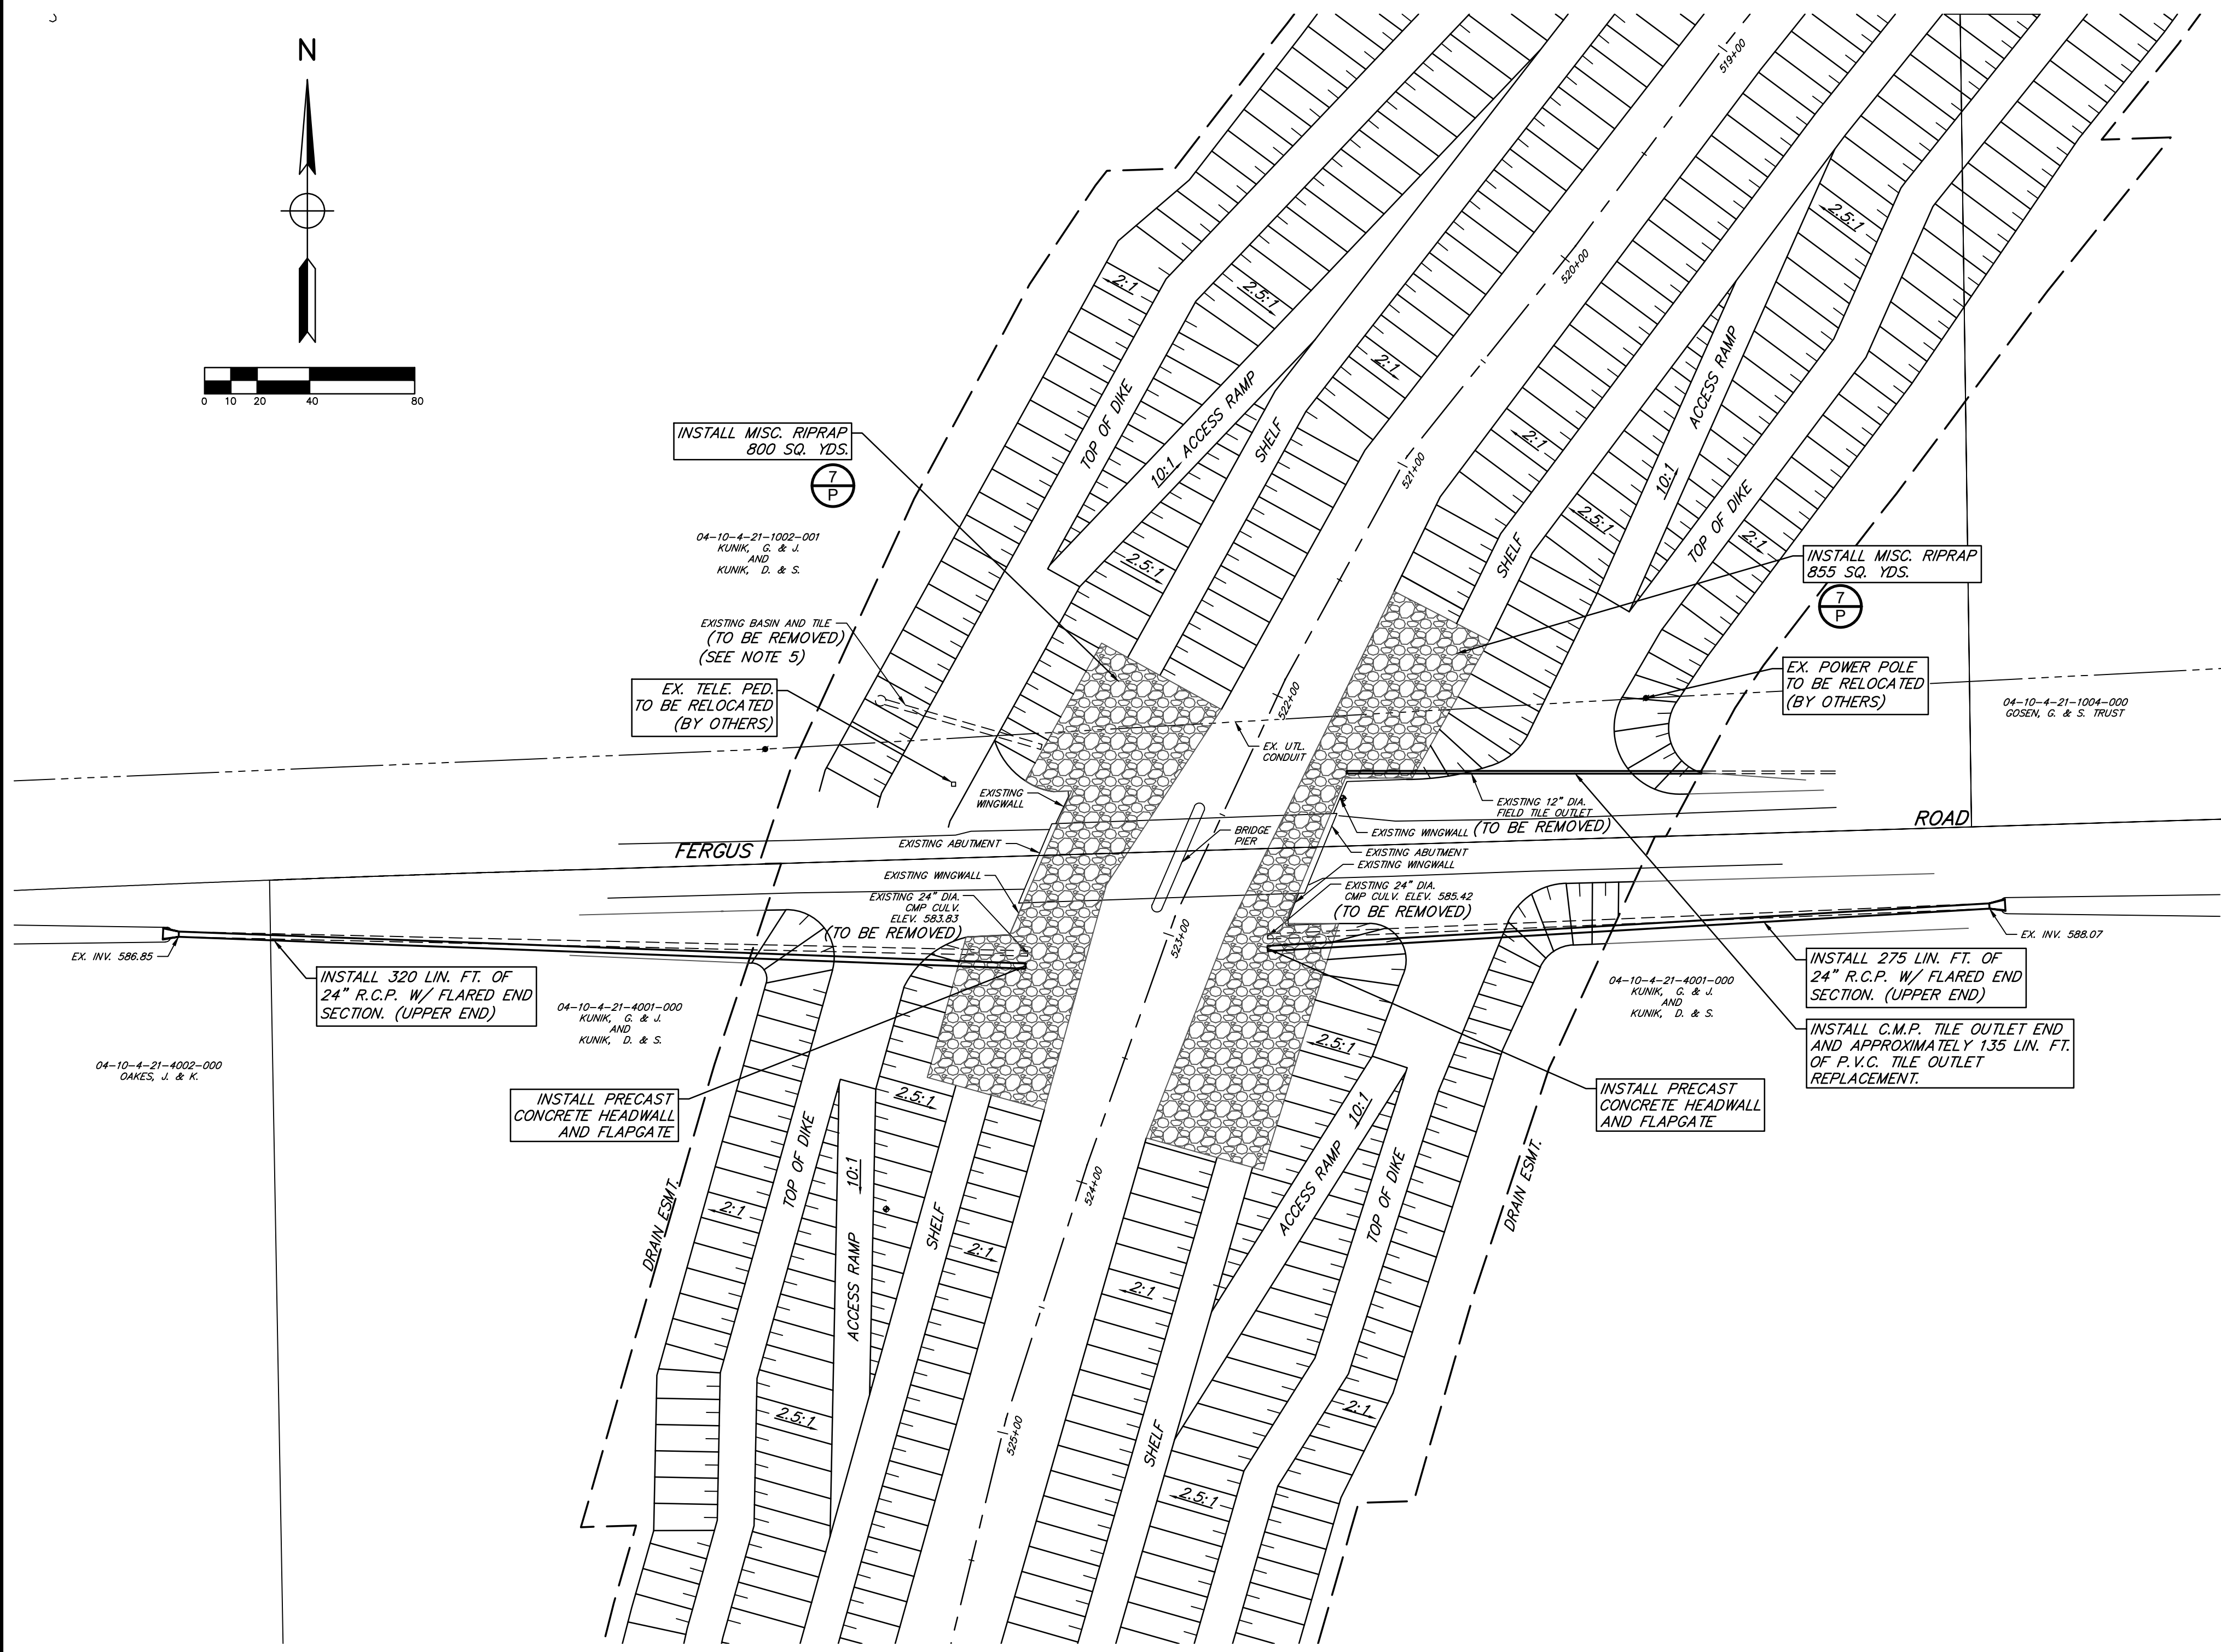 N
0 10 20 40 80
519+00
520+00
2.5:1
2:1
2.5:1
2:1
ACCESS RAMP
10:1
TOP OF DIKE
10:1 ACCESS RAMP
SHELF
521+00
2:1
2.5:1
SHELF
TOP OF DIKE
2:1
2.5:1
INSTALL MISC. RIPRAP
800 SQ. YDS.
7
P
04-10-4-21-1002-001
KUNIK, G. & J.
AND
KUNIK, D. & S.
INSTALL MISC. RIPRAP
855 SQ. YDS.
7
P
EXISTING BASIN AND TILE
(TO BE REMOVED)
(SEE NOTE 5)
EX. TELE. PED.
TO BE RELOCATED
(BY OTHERS)
EX. POWER POLE
TO BE RELOCATED
(BY OTHERS)
04-10-4-21-1004-000
GOSEN, G. & S. TRUST
522+00
EX. UTL.
CONDUIT
EXISTING
WINGWALL
EXISTING 12" DIA.
FIELD TILE OUTLET
(TO BE REMOVED)
EXISTING WINGWALL
BRIDGE
PIER
EXISTING ABUTMENT
EXISTING ABUTMENT
EXISTING WINGWALL
FERGUS
ROAD
EXISTING WINGWALL
EXISTING 24" DIA.
CMP CULV.
ELEV. 583.83
(TO BE REMOVED)
EXISTING 24" DIA.
CMP CULV. ELEV. 585.42
(TO BE REMOVED)
523+00
EX. INV. 586.85
EX. INV. 588.07
INSTALL 320 LIN. FT. OF
24" R.C.P. W/ FLARED END
SECTION. (UPPER END)
INSTALL 275 LIN. FT. OF
24" R.C.P. W/ FLARED END
SECTION. (UPPER END)
04-10-4-21-4001-000
KUNIK, G. & J.
AND
KUNIK, D. & S.
04-10-4-21-4001-000
KUNIK, G. & J.
AND
KUNIK, D. & S.
INSTALL C.M.P. TILE OUTLET END
AND APPROXIMATELY 135 LIN. FT.
OF P.V.C. TILE OUTLET
REPLACEMENT.
04-10-4-21-4002-000
OAKES, J. & K.
INSTALL PRECAST
CONCRETE HEADWALL
AND FLAPGATE
INSTALL PRECAST
CONCRETE HEADWALL
AND FLAPGATE
2.5:1
2.5:1
DRAIN ESMT.
2:1
TOP OF DIKE
ACCESS RAMP 10:1
SHELF
2:1
524+00
2:1
ACCESS RAMP 10:1
TOP OF DIKE
DRAIN ESMT.
2.5:1
525+00
SHELF
2:1
2.5:1